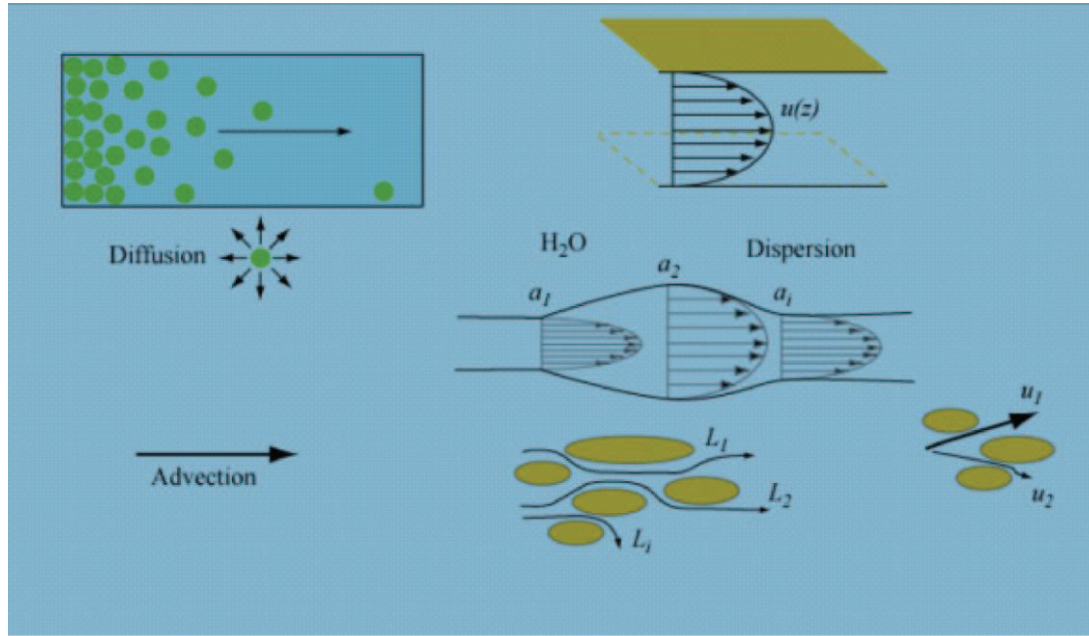 u(z)
Diffusion
H₂O
Dispersion
a₁
a₂
aᵢ
Advection
L₁
L₂
Lᵢ
u₁
u₂